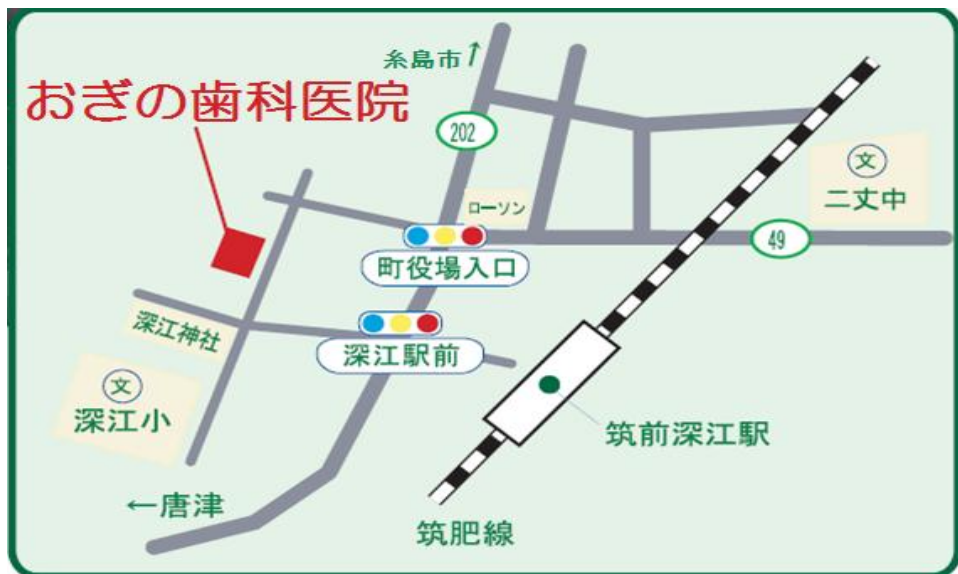 糸島市↑
おぎの歯科医院
202
ローソン
文
二丈中
町役場入口
49
深江神社
深江駅前
文
深江小
筑前深江駅
←唐津
筑肥線